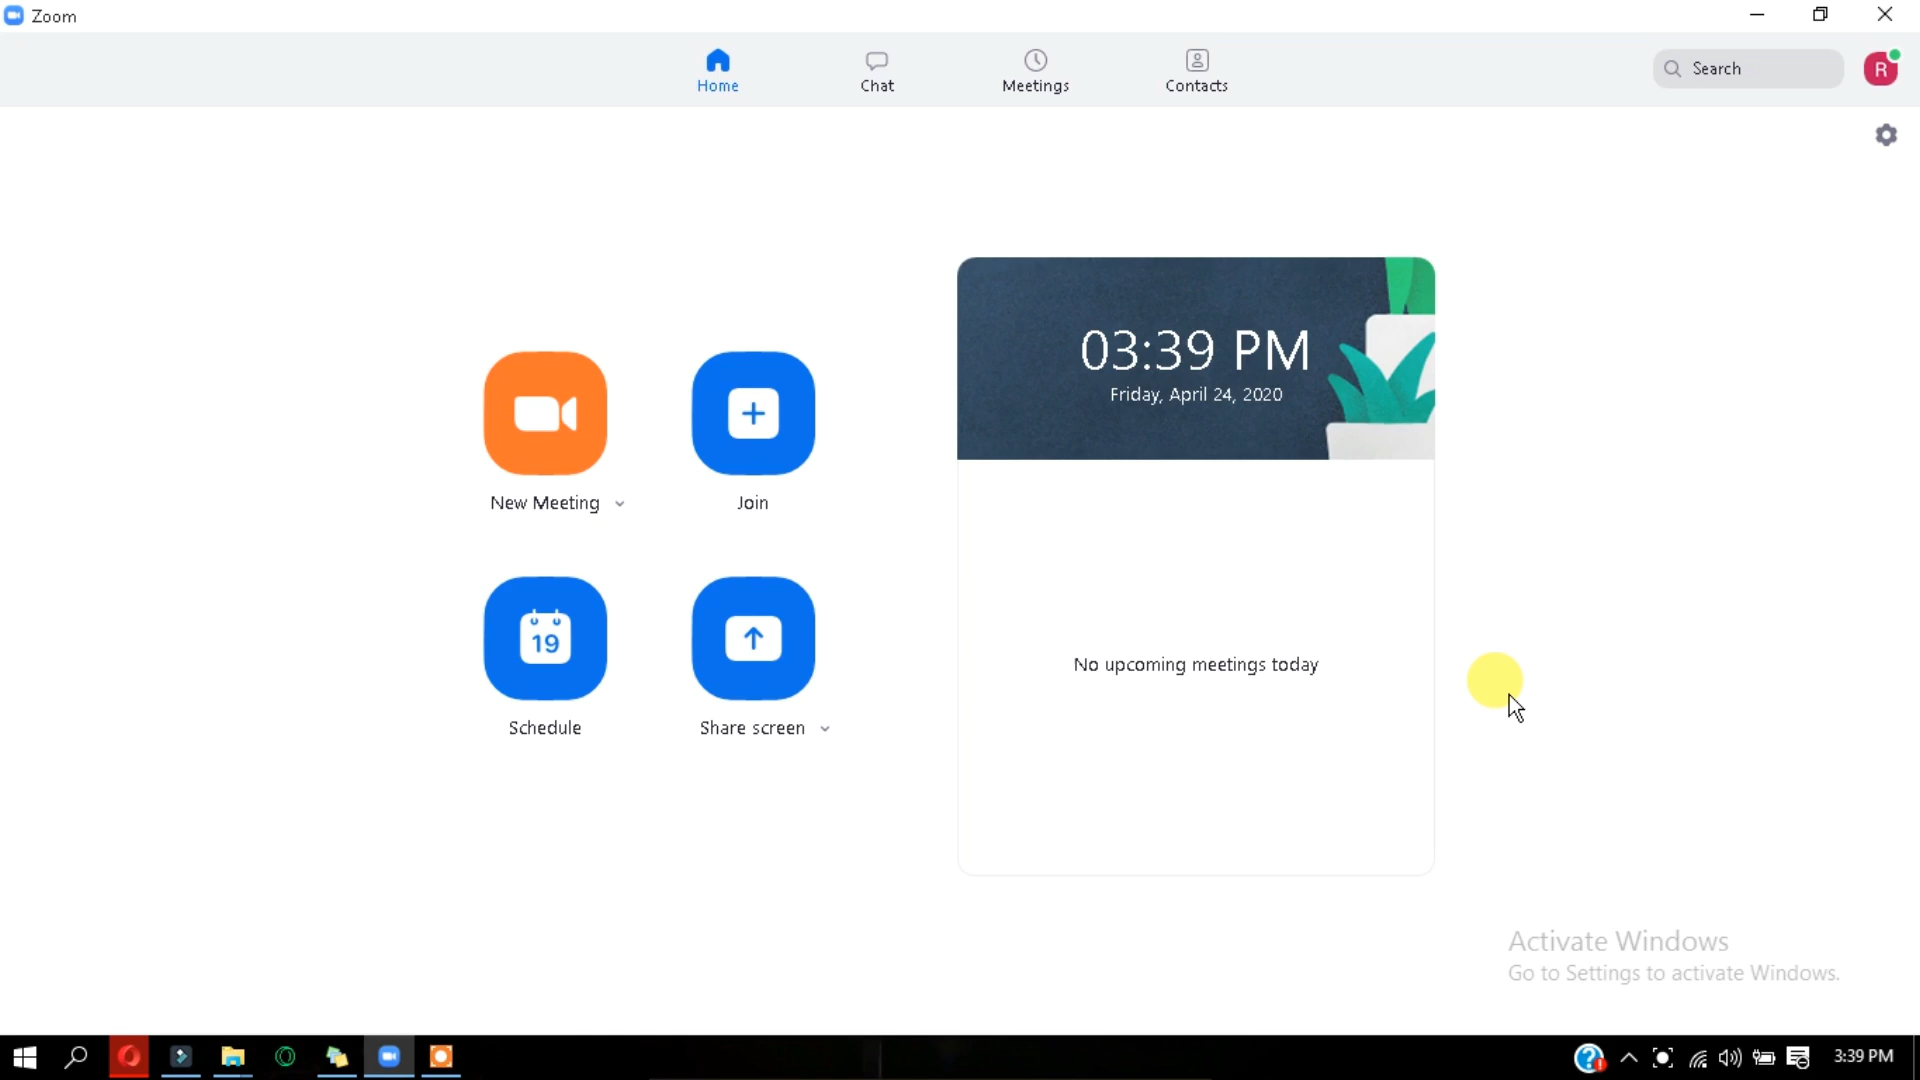 Zoom
Home
Chat
Meetings
Contacts
Search
R
03:39 PM
Friday, April 24, 2020
New Meeting
Join
19
Schedule
Share screen
No upcoming meetings today
Activate Windows
Go to Settings to activate Windows.
3:39 PM